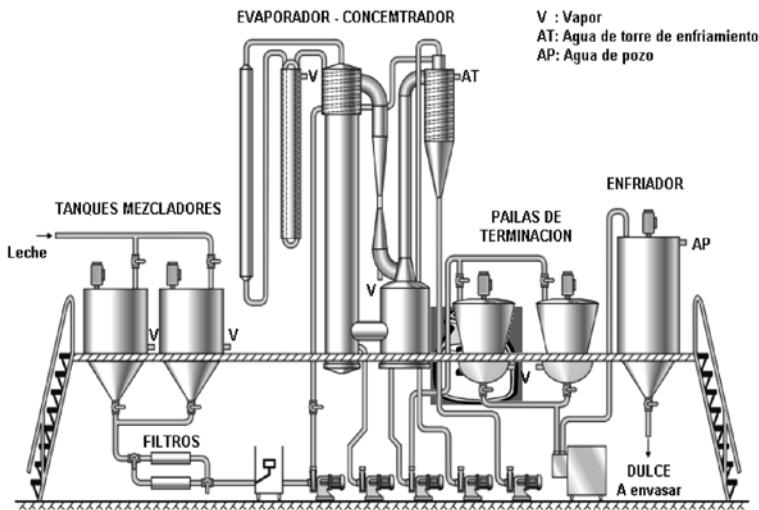 EVAPORADOR - CONCEMTRADOR
V : Vapor
AT: Agua de torre de enfriamiento
AP: Agua de pozo
V
AT
TANQUES MEZCLADORES
Leche
ENFRIADOR
PAILAS DE
TERMINACION
AP
V
V
V
V
FILTROS
DULCE
A envasar